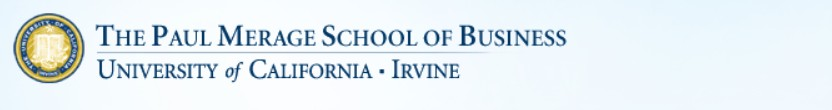 THE PAUL MERAGE SCHOOL OF BUSINESS
UNIVERSITY of CALIFORNIA • IRVINE